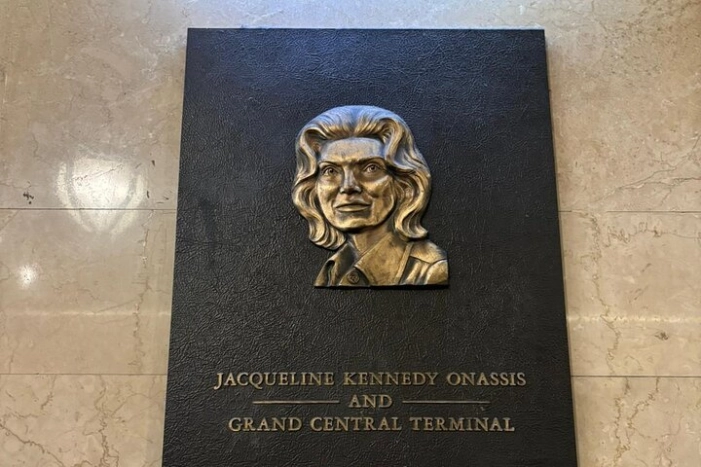 JACQUELINE KENNEDY ONASSIS
AND
GRAND CENTRAL TERMINAL